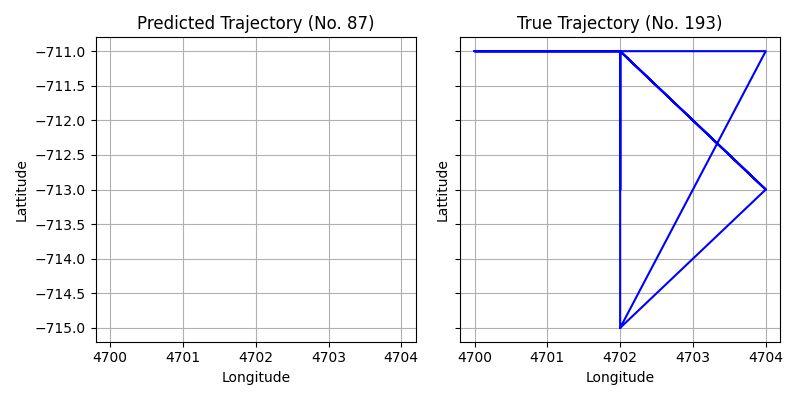 Predicted Trajectory (No. 87)
True Trajectory (No. 193)
−711.0
−711.5
−712.0
−712.5
−713.0
−713.5
−714.0
−714.5
−715.0
Lattitude
Lattitude
4700 4701 4702 4703 4704
4700 4701 4702 4703 4704
Longitude
Longitude